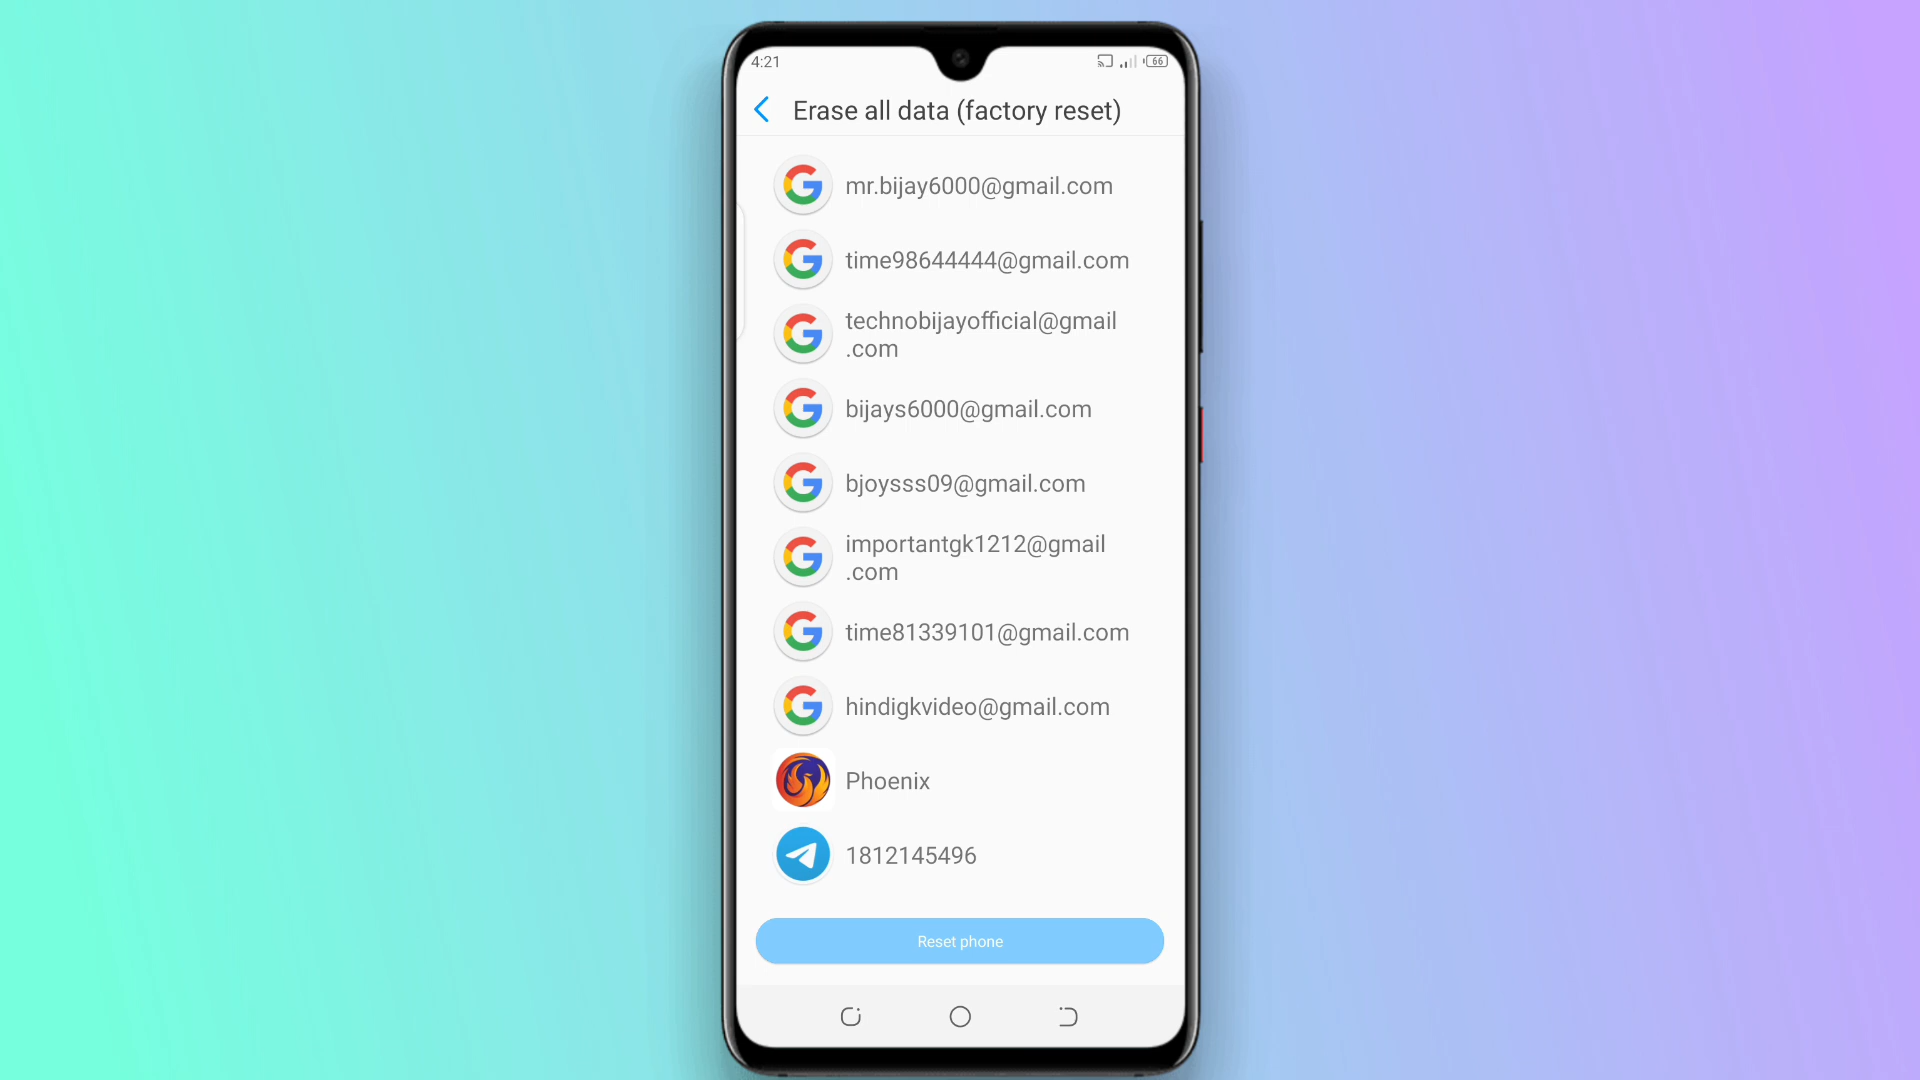 4:21
66
Erase all data (factory reset)
mr.bijay6000@gmail.com
time98644444@gmail.com
technobijayofficial@gmail
.com
bijays6000@gmail.com
bjoysss09@gmail.com
importantgk1212@gmail
.com
time81339101@gmail.com
hindigkvideo@gmail.com
Phoenix
1812145496
Reset phone